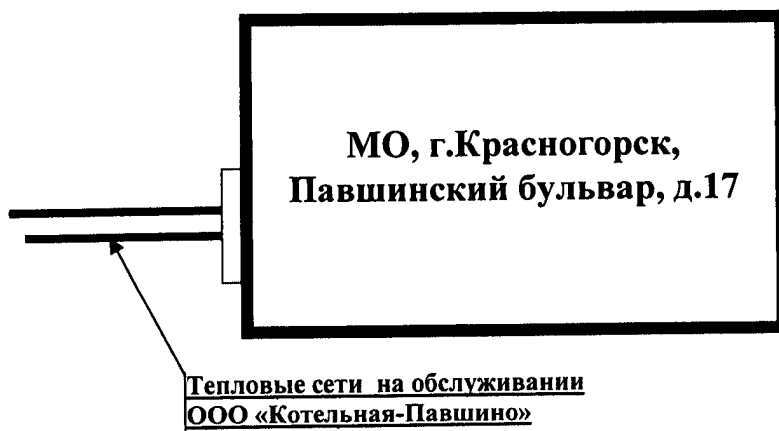 МО, г.Красногорск,
Павшинский бульвар, д.17
Тепловые сети на обслуживании
ООО «Котельная-Павшино»